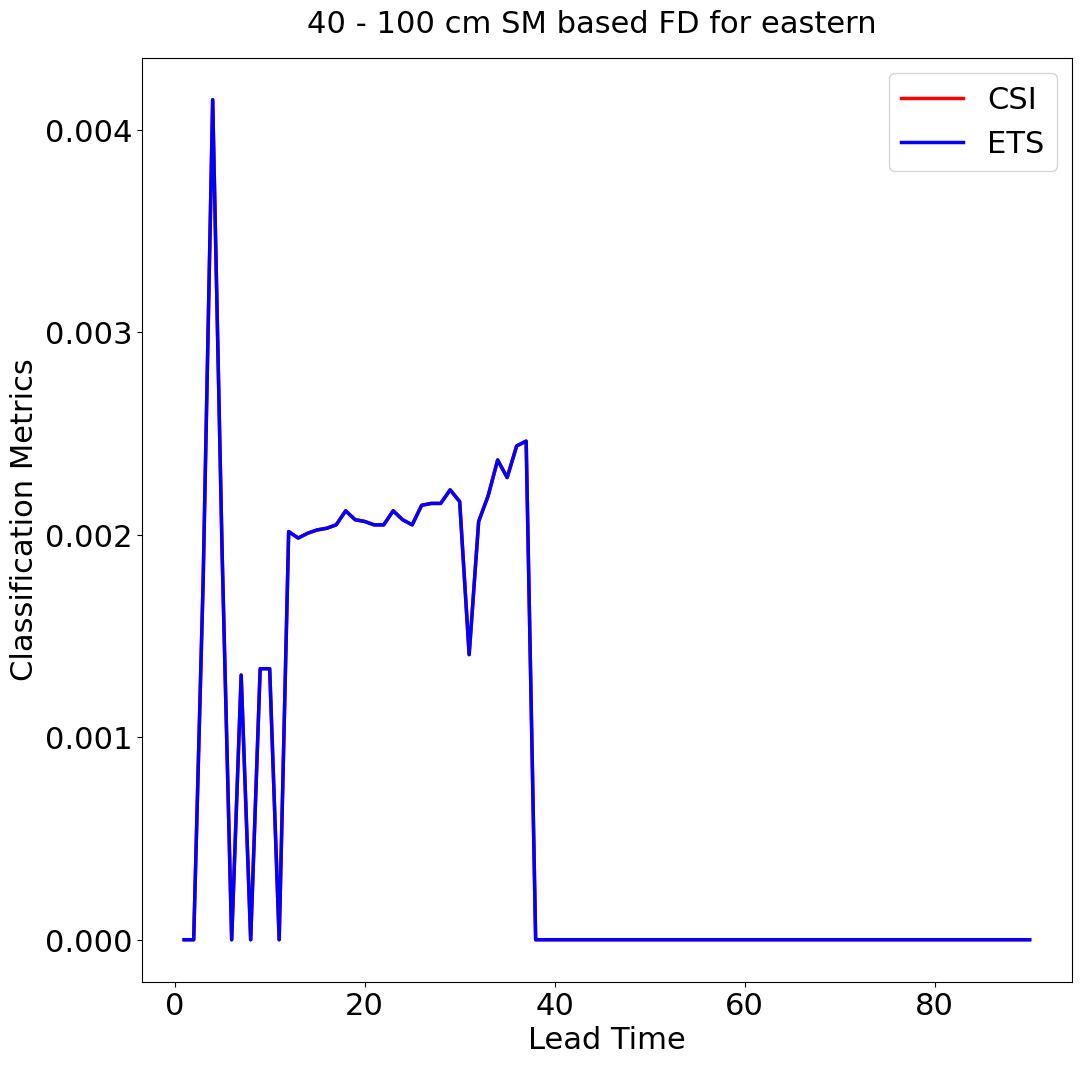 40 - 100 cm SM based FD for eastern
CSI
ETS
0.004
0.003
0.002
0.001
0.000
Classification Metrics
0 20 40 60 80
Lead Time